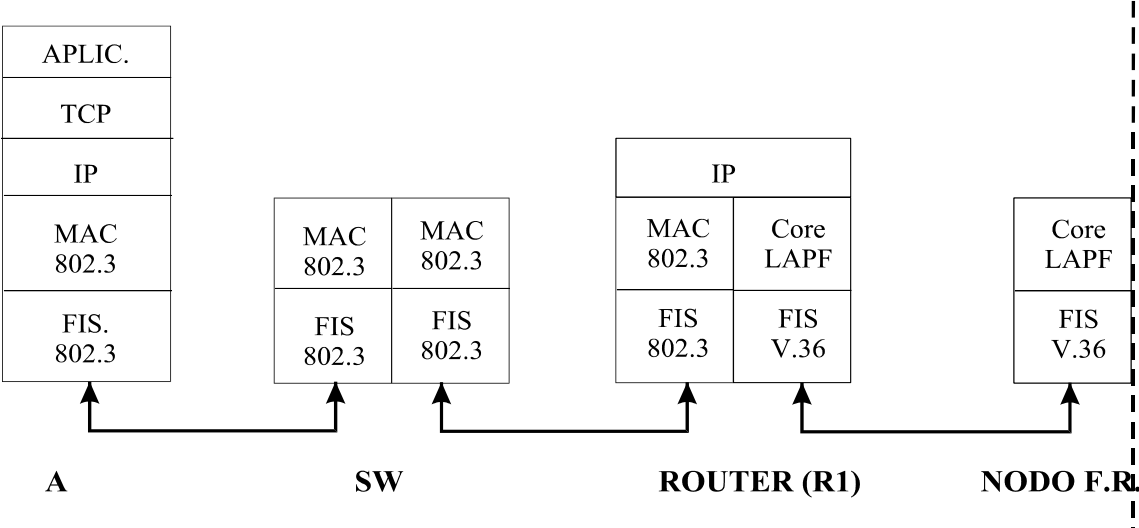 APLIC.
TCP
IP
MAC
802.3
FIS.
802.3
MAC
802.3
MAC
802.3
FIS
802.3
FIS
802.3
IP
MAC
802.3
Core
LAPF
FIS
802.3
FIS
V.36
Core
LAPF
FIS
V.36
A
SW
ROUTER (R1)
NODO F.R.